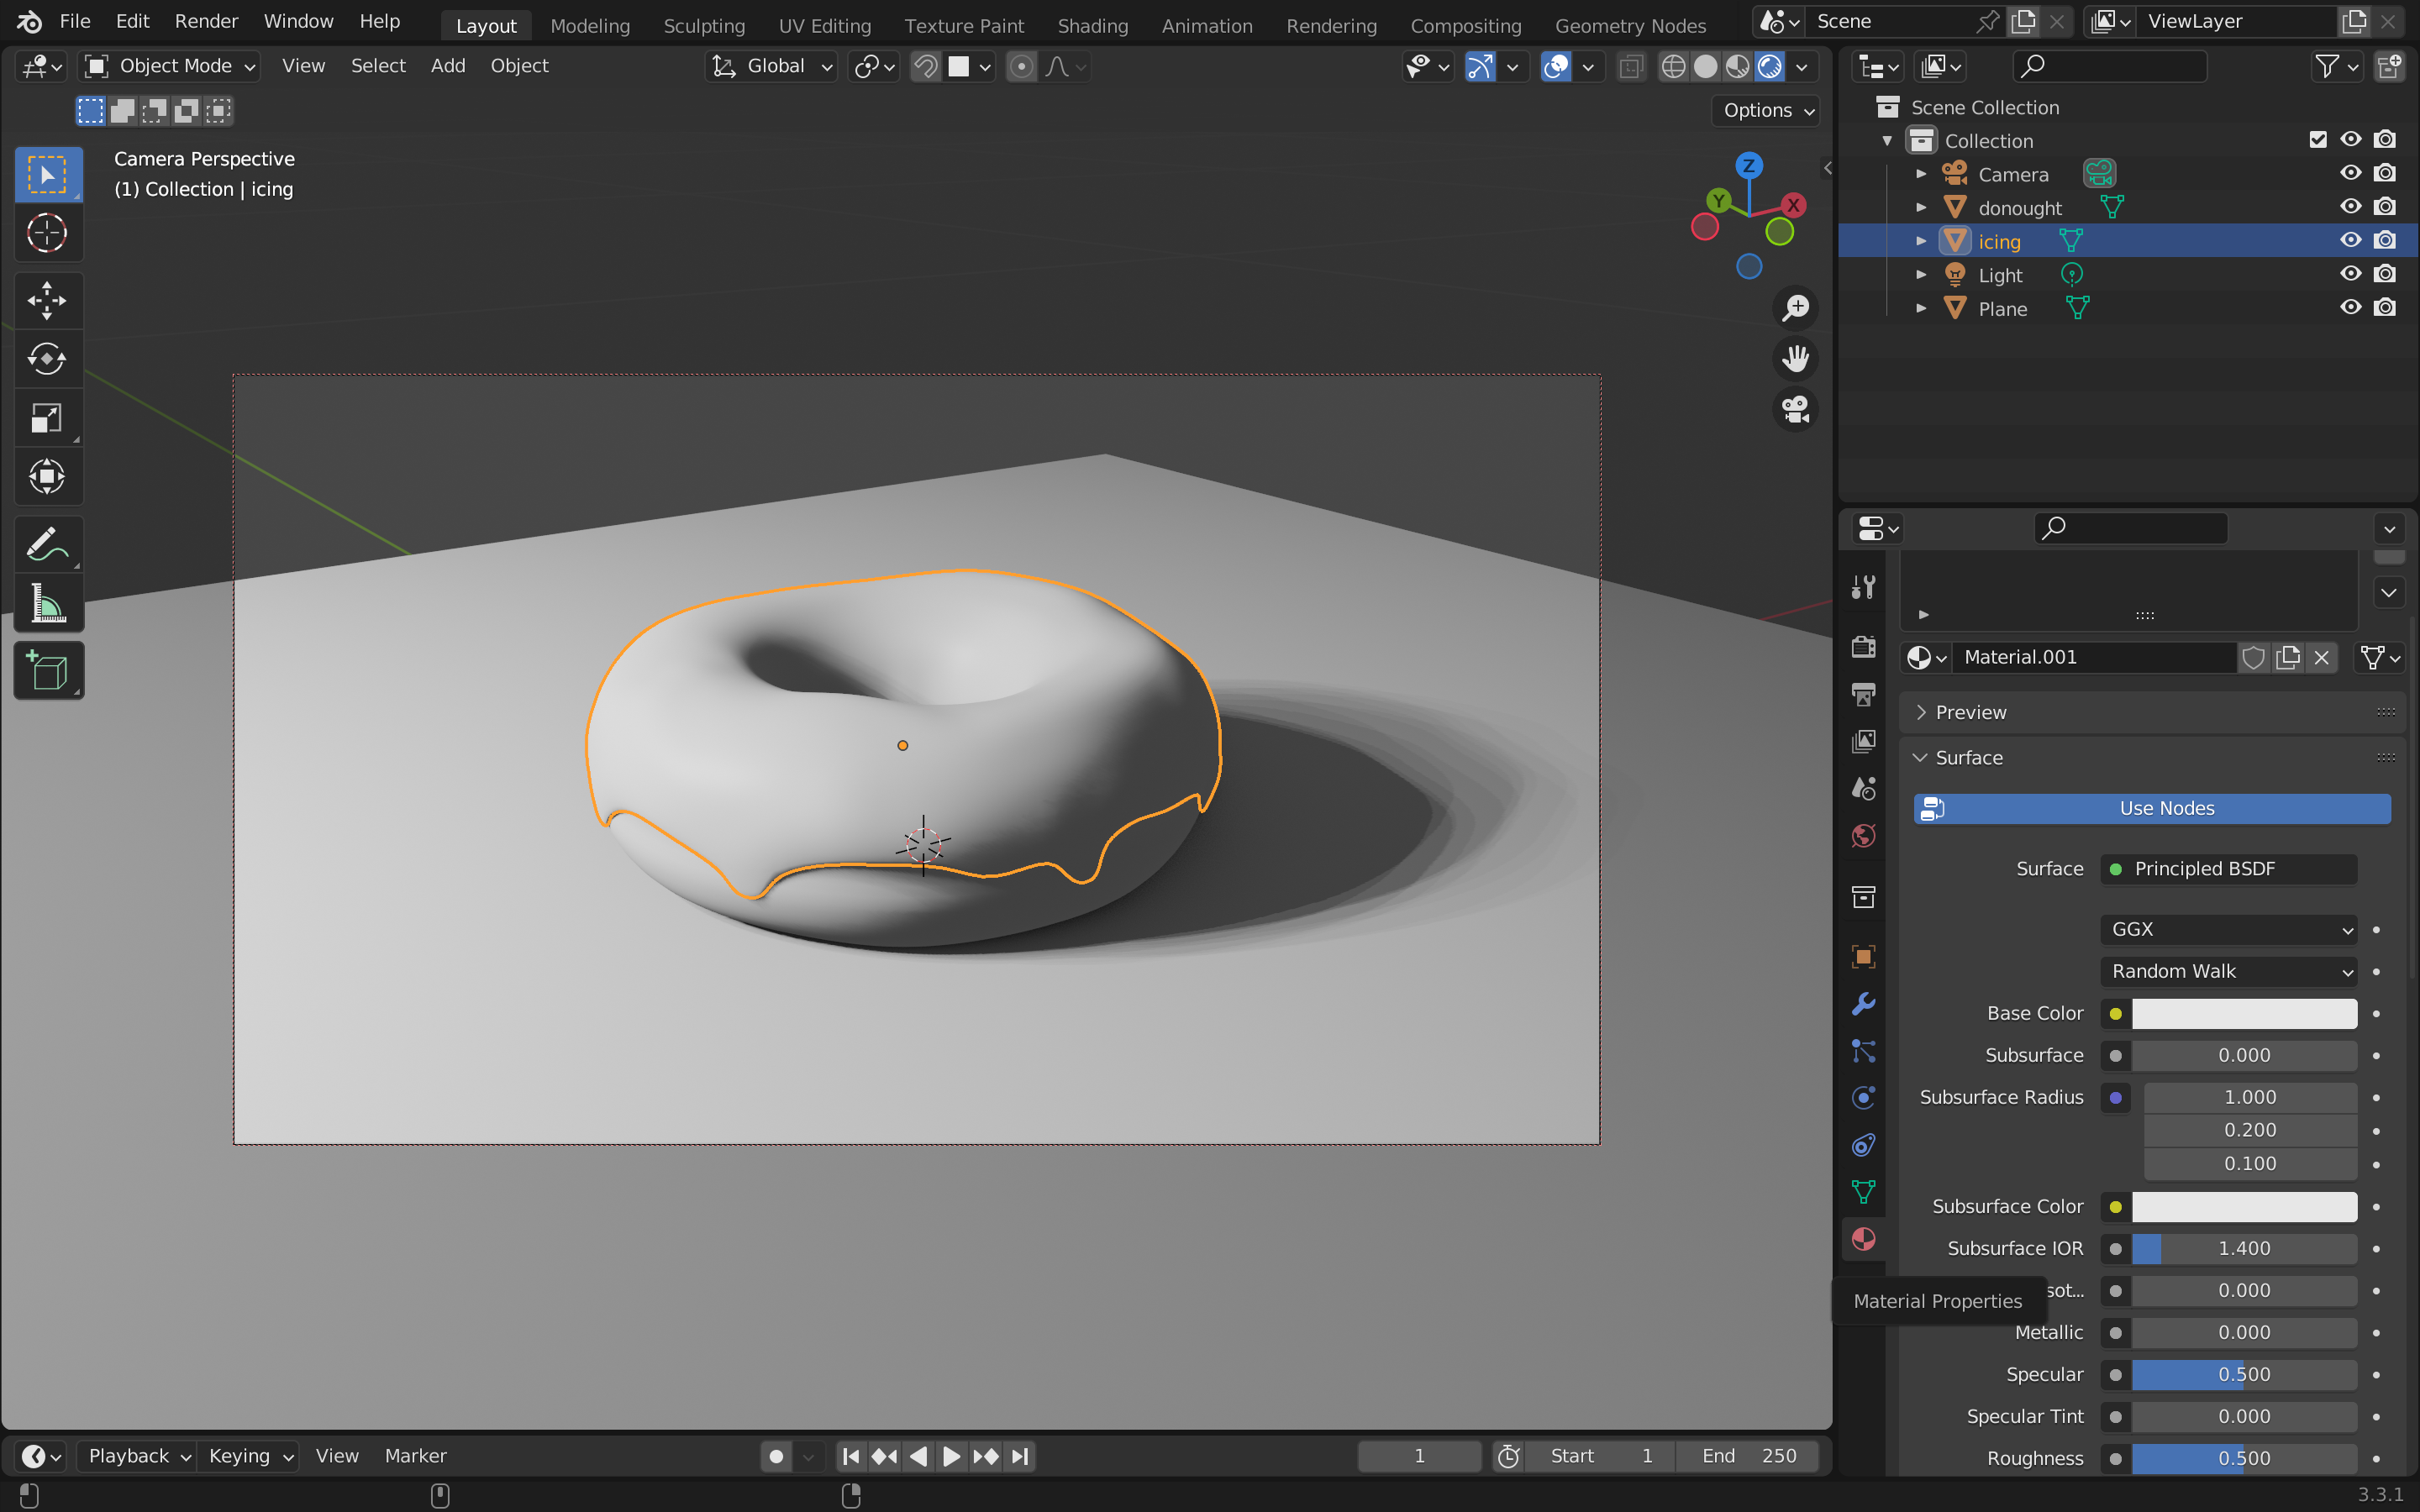 File Edit Render Window Help Layout Modeling Sculpting UV Editing Texture Paint Shading Animation Rendering Compositing Geometry Nodes Scene ViewLayer
Object Mode View Select Add Object Global
Options
Camera Perspective
(1) Collection | icing
Z
Y
X
Scene Collection
Collection
Camera
donought
icing
Light
Plane
Material.001
Preview
Surface
Use Nodes
Surface Principled BSDF
GGX
Random Walk
Base Color
Subsurface 0.000
Subsurface Radius 1.000
0.200
0.100
Subsurface Color
Subsurface IOR 1.400
sot... 0.000
Material Properties
Metallic 0.000
Specular 0.500
Specular Tint 0.000
Roughness 0.500
Playback Keying View Marker 1 Start 1 End 250
3.3.1